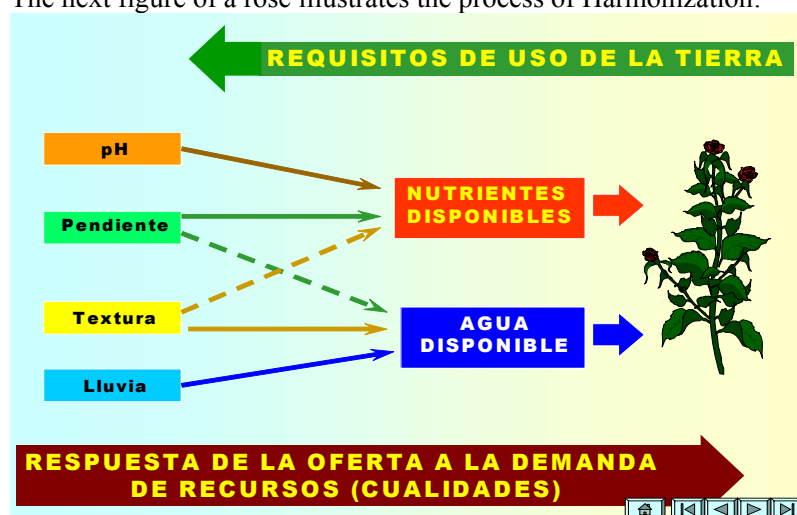 The next figure of a rose illustrates the process of Harmonization.
REQUISITOS DE USO DE LA TIERRA
pH
NUTRIENTES
DISPONIBLES
Pendiente
Textura
AGUA
DISPONIBLE
Lluvia
RESPUESTA DE LA OFERTA A LA DEMANDA
DE RECURSOS (CUALIDADES)